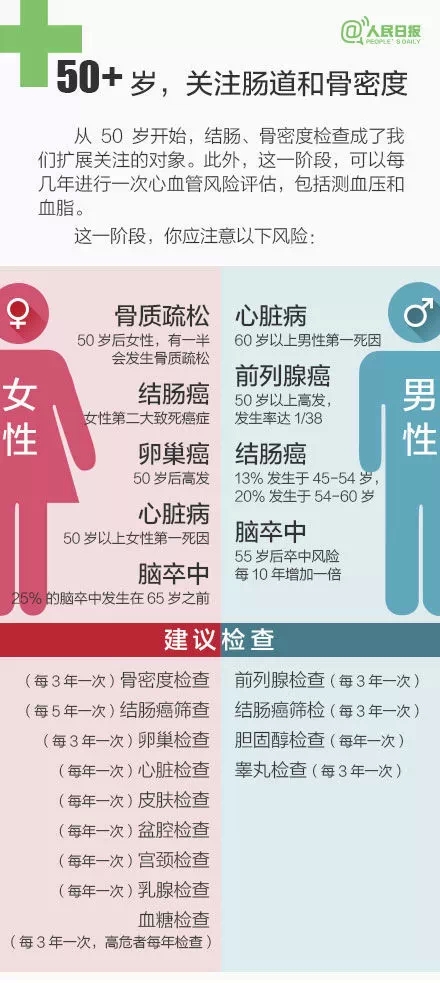 @人民日报
PEOPLE'S DAILY
50+ 岁，关注肠道和骨密度
从 50 岁开始，结肠、骨密度检查成了我
们扩展关注的对象。此外，这一阶段，可以每
几年进行一次心血管风险评估，包括测血压和
血脂。
这一阶段，你应注意以下风险：
女性
骨质疏松
50 岁后女性，有一半
会发生骨质疏松
结肠癌
女性第二大致死癌症
卵巢癌
50 岁后高发
心脏病
50 岁以上女性第一死因
脑卒中
25% 的脑卒中发生在 65 岁之前
男性
心脏病
60 岁以上男性第一死因
前列腺癌
50 岁以上高发，
发生率达 1/38
结肠癌
13% 发生于 45-54 岁，
20% 发生于 54-60 岁
脑卒中
55 岁后卒中风险
每 10 年增加一倍
建议检查
（每 3 年一次）骨密度检查
（每 5 年一次）结肠癌筛查
（每 3 年一次）卵巢检查
（每年一次）心脏检查
（每年一次）皮肤检查
（每年一次）盆腔检查
（每年一次）宫颈检查
（每年一次）乳腺检查
血糖检查
（每 3 年一次，高危者每年检查）
前列腺检查（每 3 年一次）
结肠癌筛检（每 3 年一次）
胆固醇检查（每年一次）
睾丸检查（每 3 年一次）